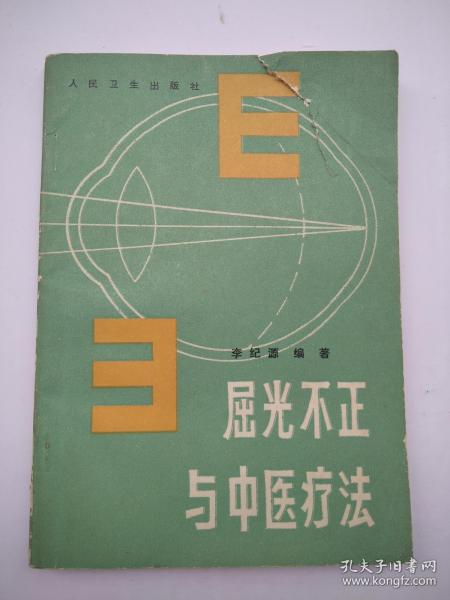 人民卫生出版社
E
E
李纪源 编著
屈光不正
与中医疗法
孔夫子旧书网
www.kongfz.com